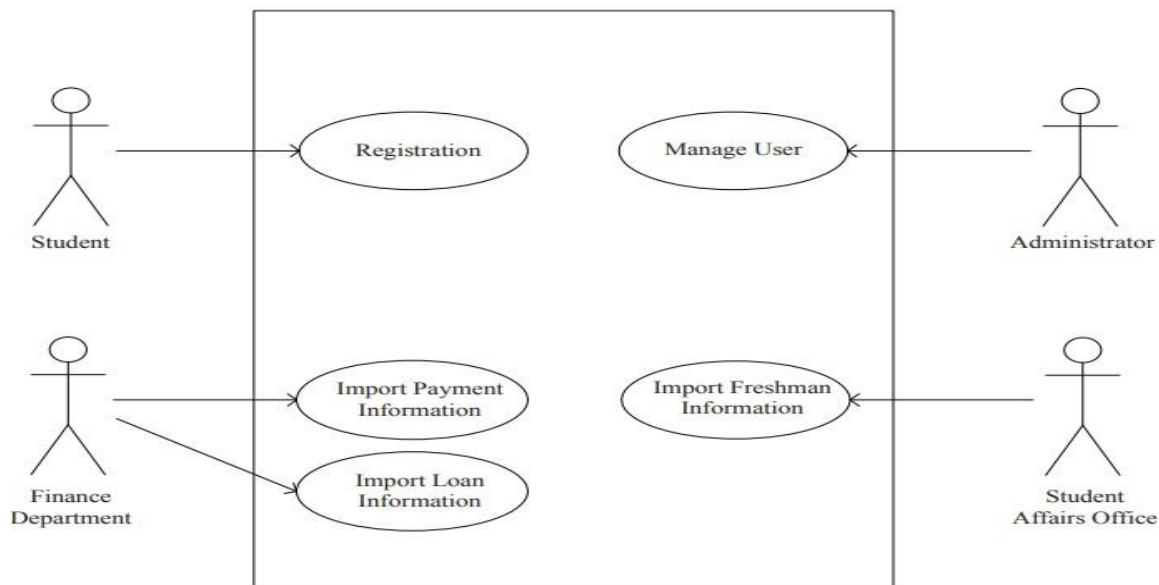 Registration
Manage User
Student
Administrator
Import Payment
Information
Import Freshman
Information
Import Loan
Information
Finance
Department
Student
Affairs Office